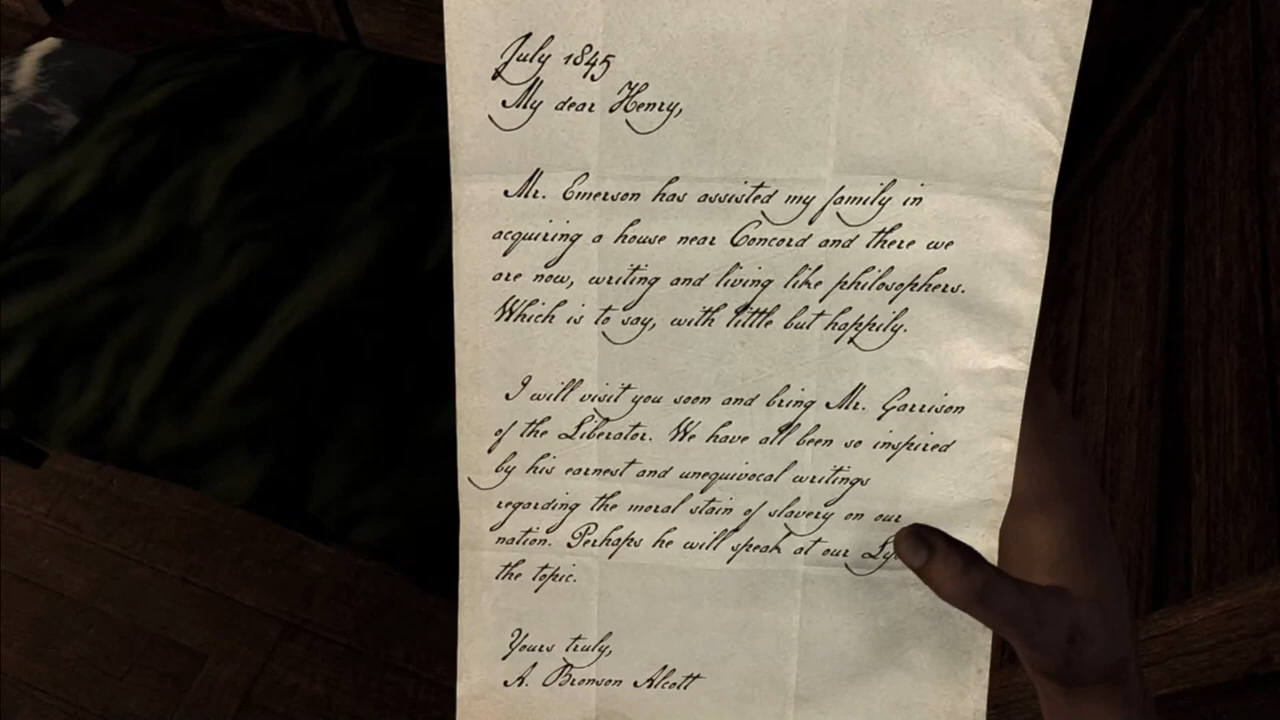 July 1845
My dear Henry,
Mr. Emerson has assisted my family in
acquiring a house near Concord and there we
are now, writing and living like philosophers.
Which is to say, with little but happily.
I will visit you soon and bring Mr. Garrison
of the Liberator. We have all been so inspired
by his earnest and unequivocal writings
regarding the moral stain of slavery on our
nation. Perhaps he will speak at our
the topic.
Yours truly,
A. Bronson Alcott